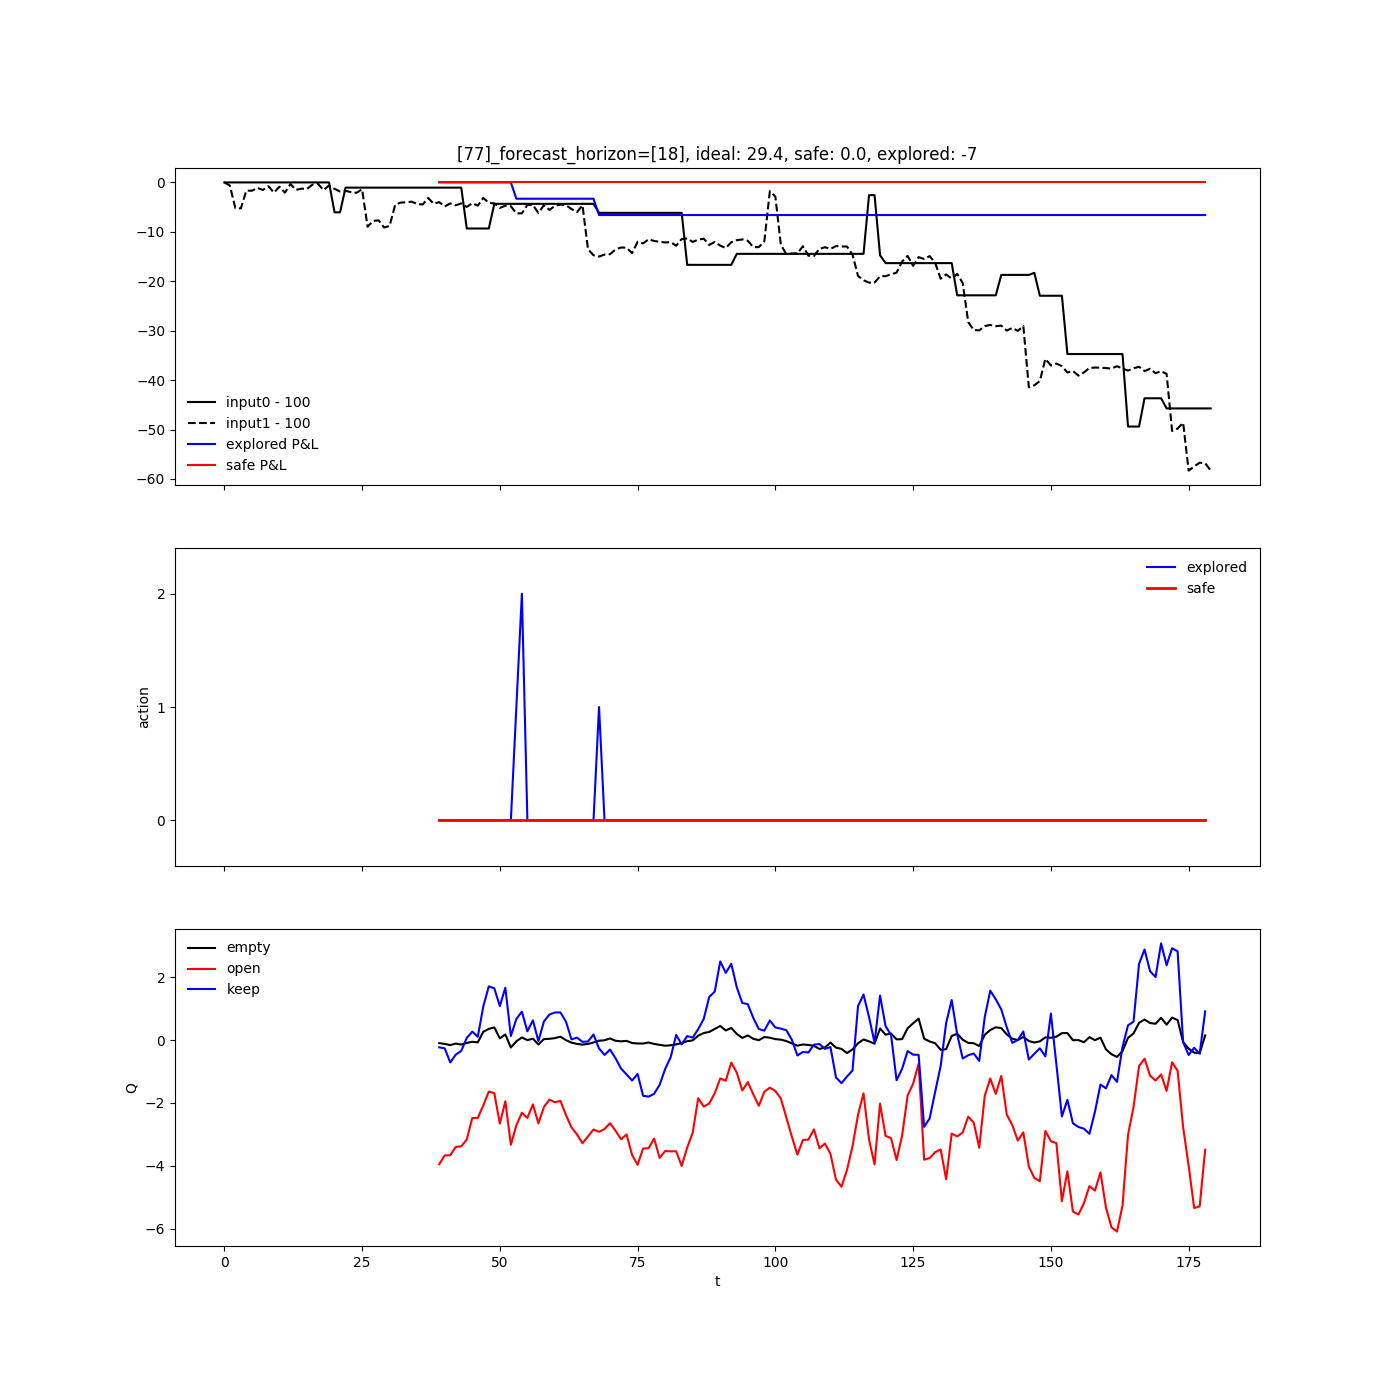 [77]_forecast_horizon=[18], ideal: 29.4, safe: 0.0, explored: -7
0
−10
−20
−30
−40
−50
−60
input0 - 100
input1 - 100
explored P&L
safe P&L
action
2
1
0
explored
safe
Q
2
0
−2
−4
−6
empty
open
keep
0 25 50 75 100 125 150 175
t